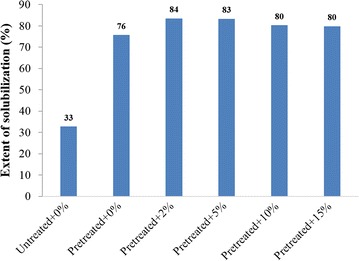 Extent of solubilization (%)
90
80
70
60
50
40
30
20
10
0
33
76
84
83
80
80
Untreated+0%
Pretreated+0%
Pretreated+2%
Pretreated+5%
Pretreated+10%
Pretreated+15%